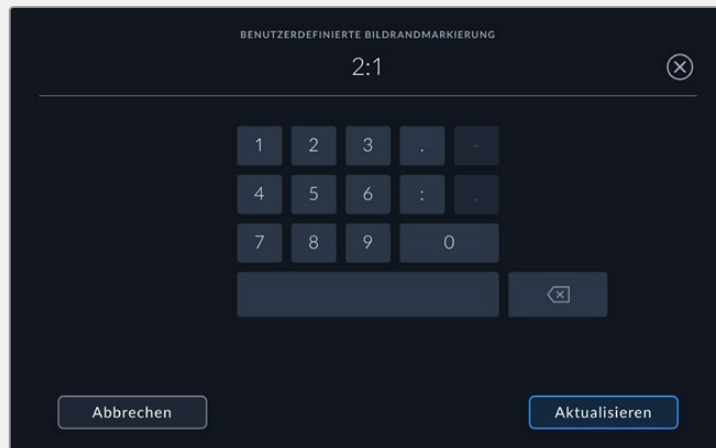 BENUTZERDEFINIERTE BILDRANDMARKIERUNG
2:1
1 2 3 . -
4 5 6 : ,
7 8 9 0
Abbrechen Aktualisieren